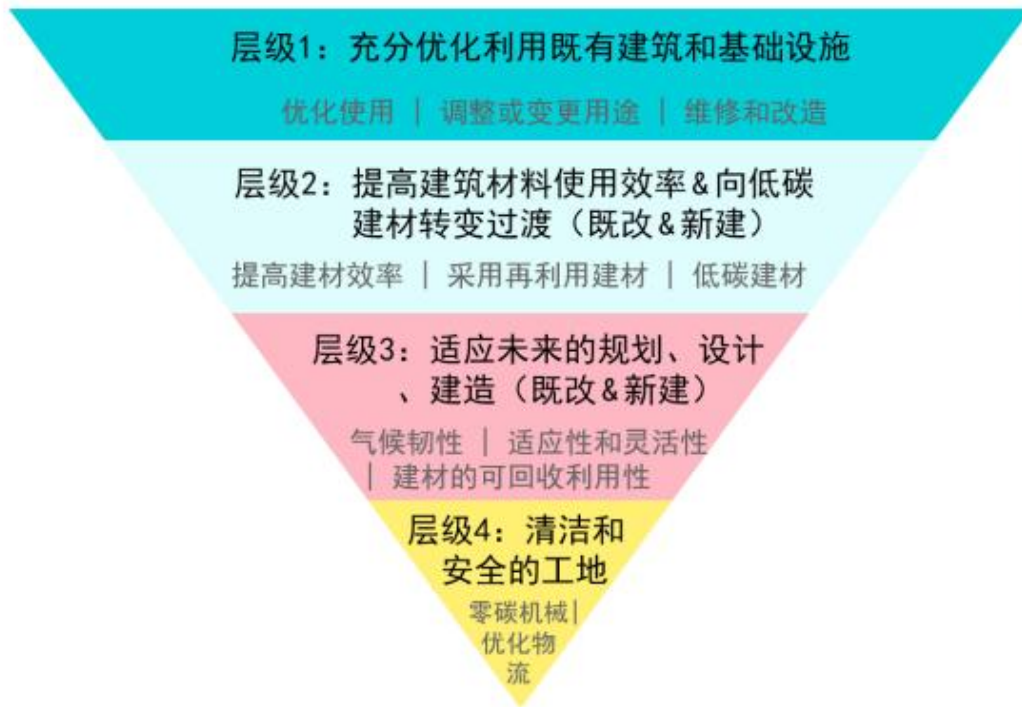 层级1：充分优化利用既有建筑和基础设施
优化使用 | 调整或变更用途 | 维修和改造
层级2：提高建筑材料使用效率&向低碳
建材转变过渡（既改&新建）
提高建材效率 | 采用再利用建材 | 低碳建材
层级3：适应未来的规划、设计
、建造（既改&新建）
气候韧性 | 适应性和灵活性
| 建材的可回收利用性
层级4：清洁和
安全的工地
零碳机械|
优化物
流